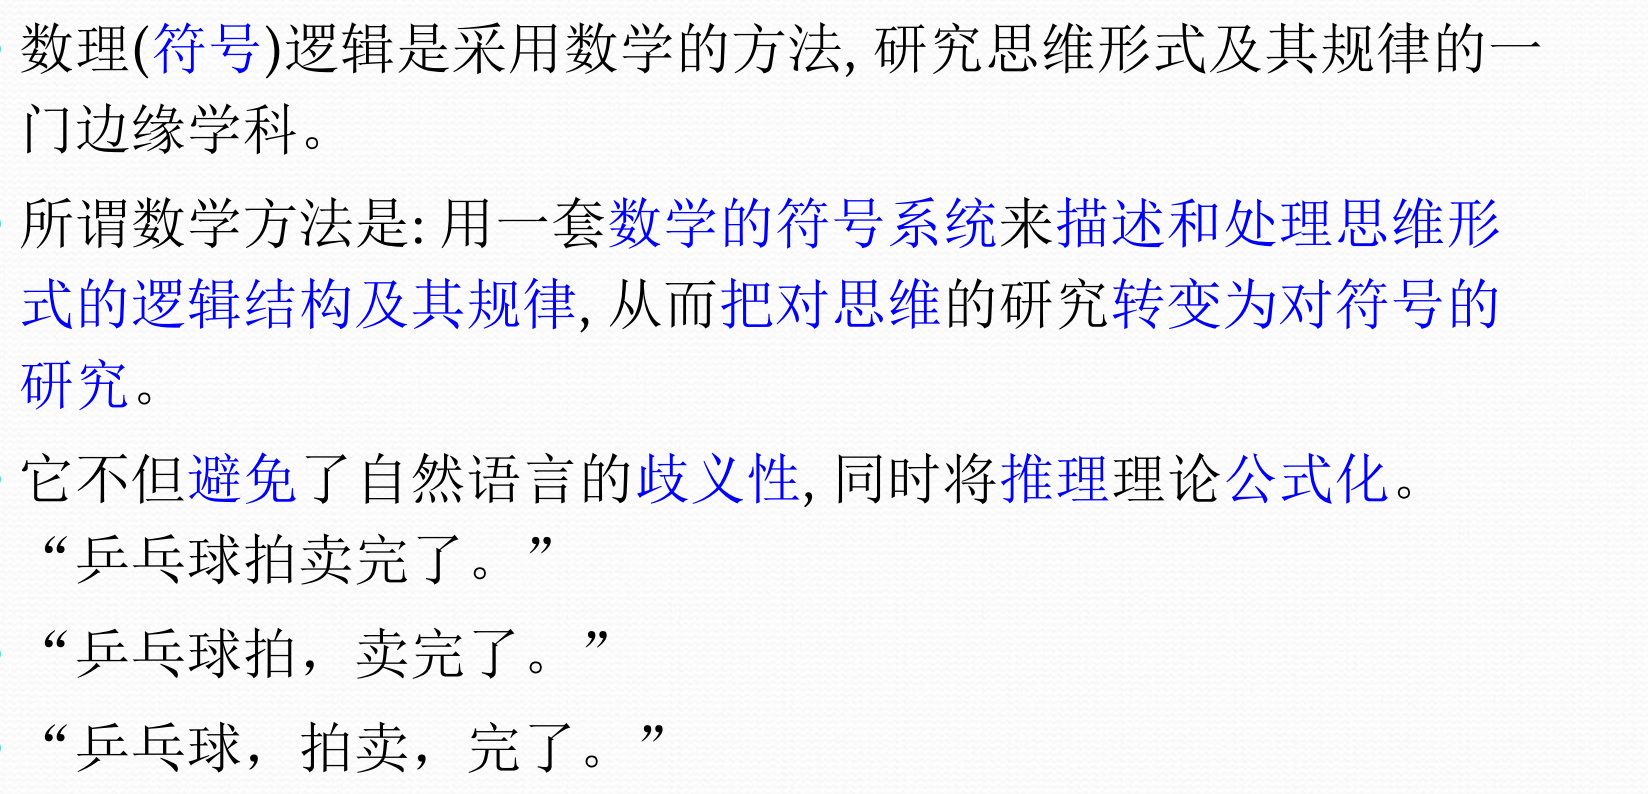 数理(符号)逻辑是采用数学的方法, 研究思维形式及其规律的一
门边缘学科。
所谓数学方法是: 用一套数学的符号系统来描述和处理思维形
式的逻辑结构及其规律, 从而把对思维的研究转变为对符号的
研究。
它不但避免了自然语言的歧义性, 同时将推理理论公式化。
“乒乓球拍卖完了。”
“乒乓球拍，卖完了。”
“乒乓球，拍卖，完了。”